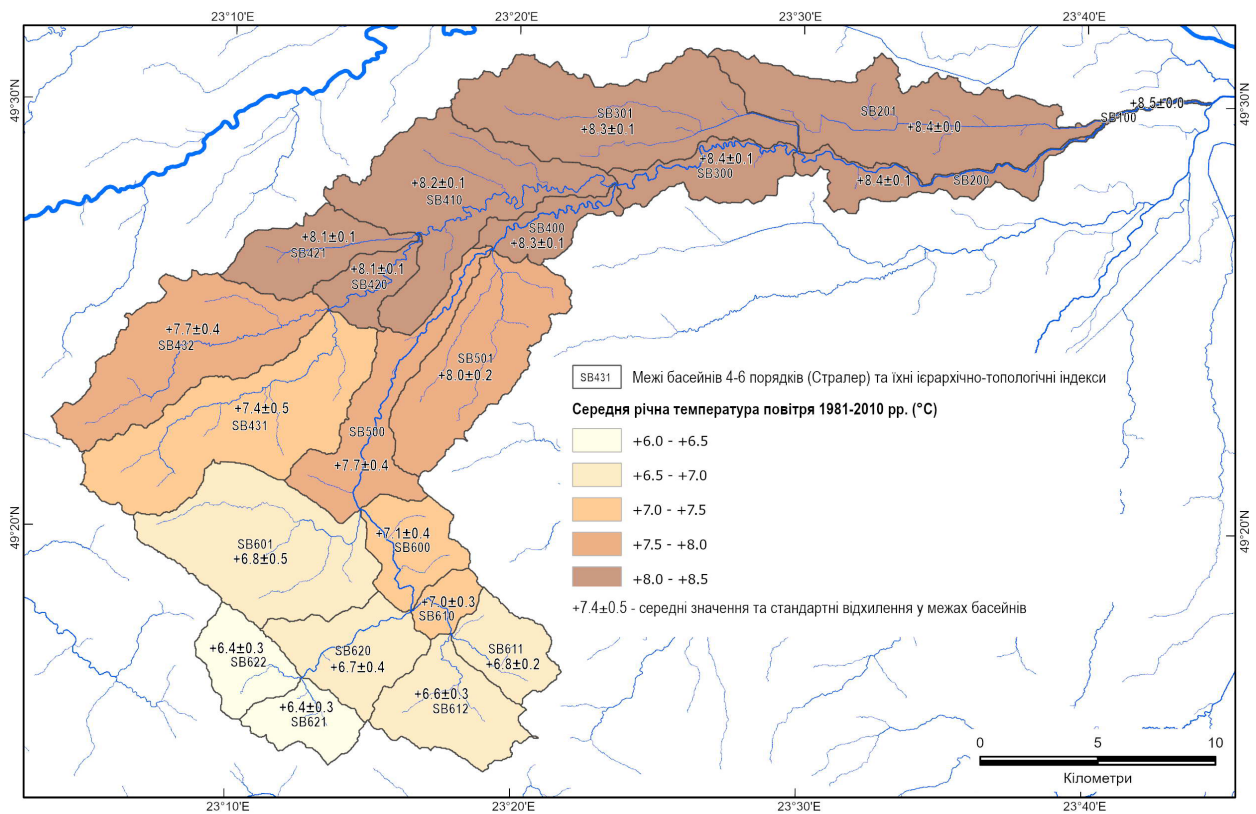 23°10'E
23°20'E
23°30'E
23°40'E
49°30'N
49°30'N
SB301
+8.3±0.1
SB201
+8.4±0.0
+8.5±0.0
SB100
+8.4±0.1
SB300
+8.4±0.1
SB200
+8.2±0.1
SB410
SB400
+8.3±0.1
+8.1±0.1
SB421
+8.1±0.1
SB420
+7.7±0.4
SB432
SB501
+8.0±0.2
+7.4±0.5
SB431
SB500
+7.7±0.4
SB431
Межі басейнів 4-6 порядків (Стралер) та їхні ієрархічно-топологічні індекси
Середня річна температура повітря 1981-2010 рр. (°C)
+6.0 - +6.5
+6.5 - +7.0
+7.0 - +7.5
+7.5 - +8.0
+8.0 - +8.5
+7.4±0.5 - середні значення та стандартні відхилення у межах басейнів
49°20'N
49°20'N
+7.1±0.4
SB600
SB601
+6.8±0.5
+7.0±0.3
SB610
+6.4±0.3
SB622
SB620
+6.7±0.4
SB611
+6.8±0.2
+6.6±0.3
SB612
+6.4±0.3
SB621
0
5
10
Кілометри
23°10'E
23°20'E
23°30'E
23°40'E